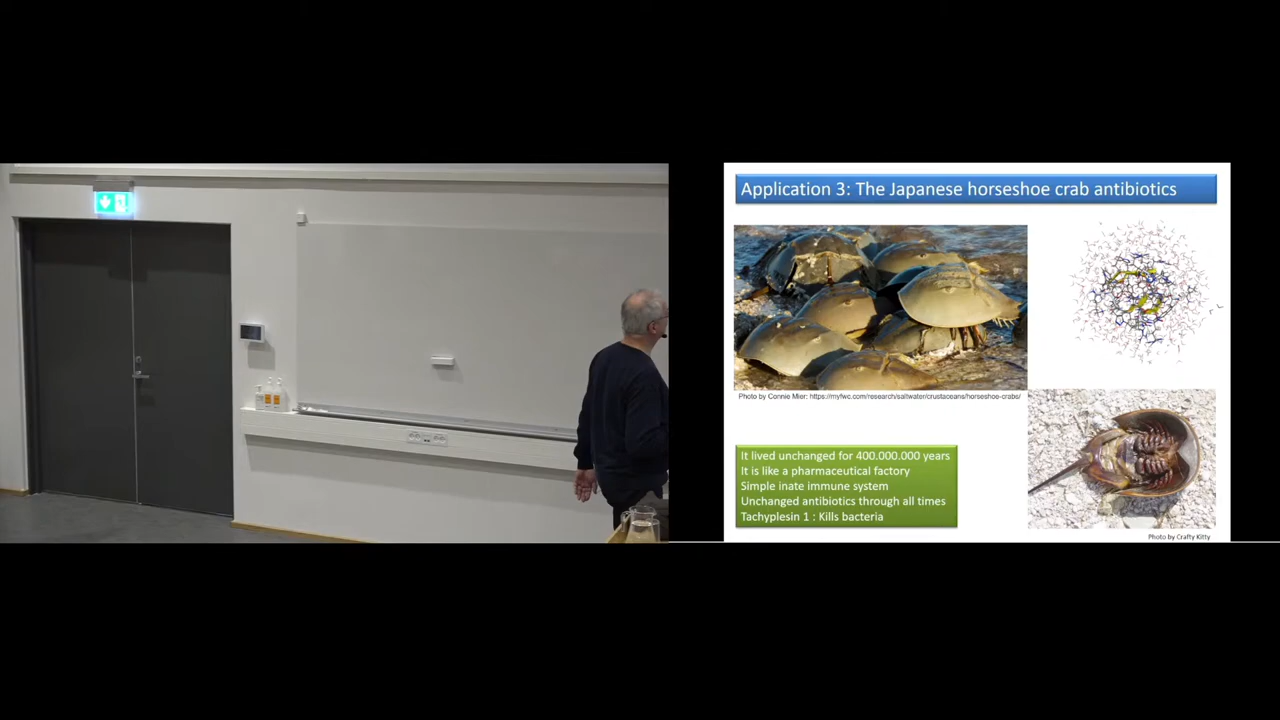 Application 3: The Japanese horseshoe crab antibiotics
Photo by Connie Mier: https://myfwc.com/research/saltwater/crustaceans/horseshoe-crabs/
It lived unchanged for 400.000.000 years
It is like a pharmaceutical factory
Simple inate immune system
Unchanged antibiotics through all times
Tachyplesin 1 : Kills bacteria
Photo by Crafty Kitty